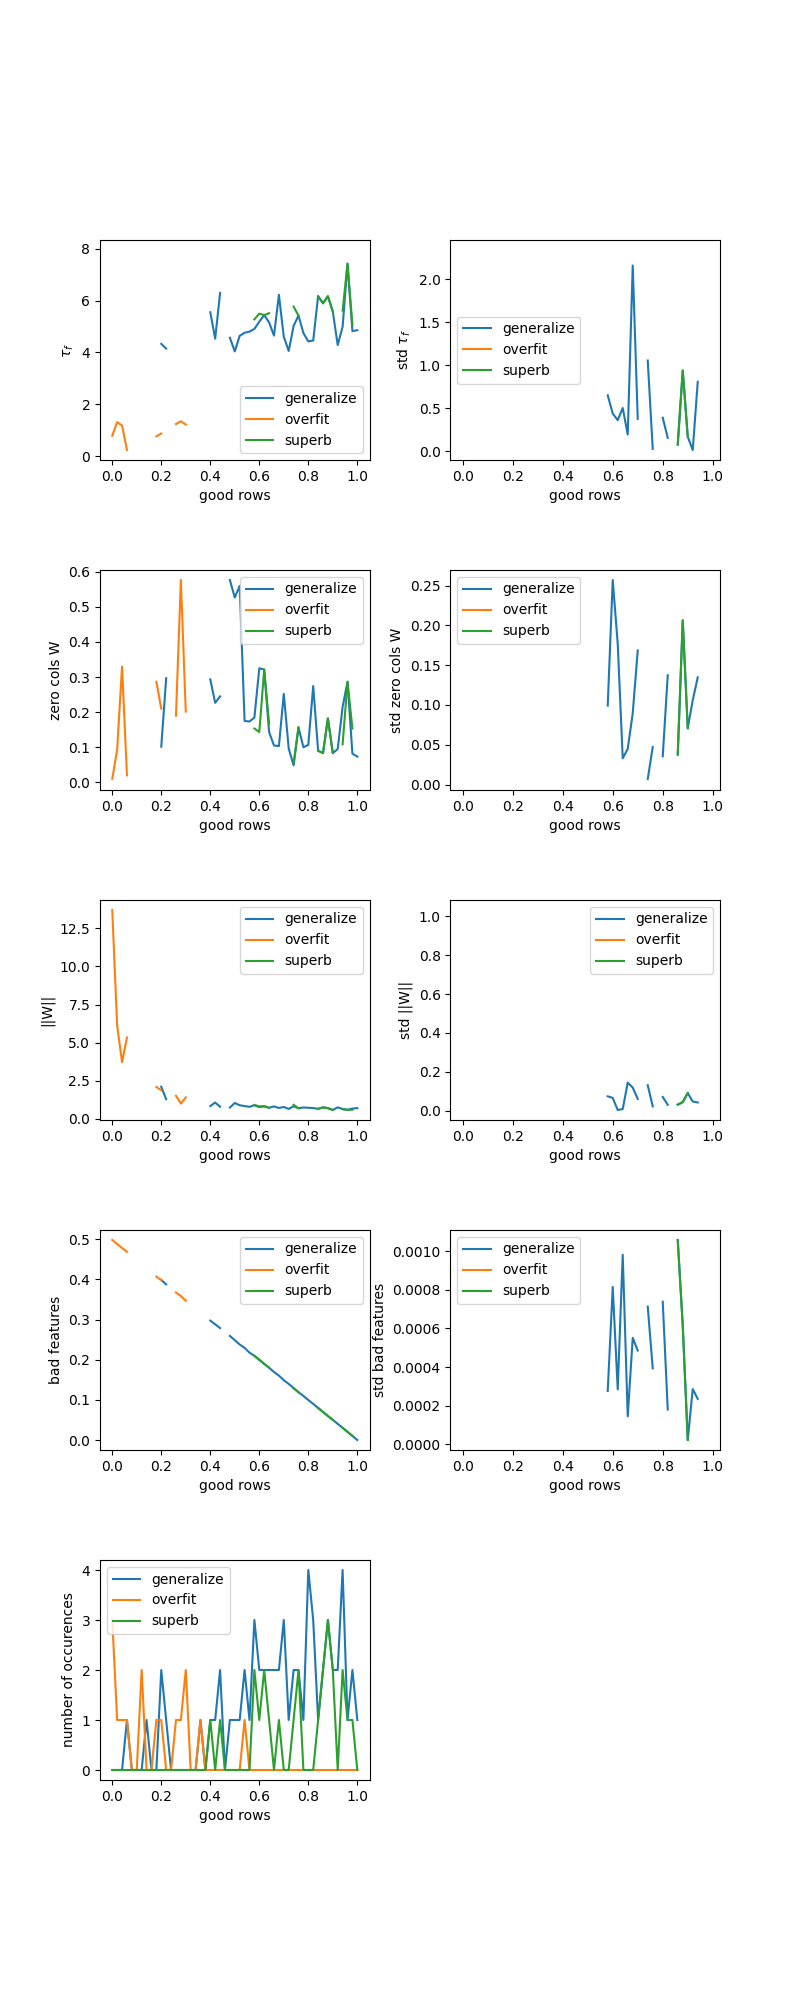 8
6
4
2
0
τf
0.0 0.2 0.4 0.6 0.8 1.0
good rows
generalize
overfit
superb
2.0
1.5
1.0
0.5
0.0
std τf
0.0 0.2 0.4 0.6 0.8 1.0
good rows
generalize
overfit
superb
0.6
0.5
0.4
0.3
0.2
0.1
0.0
zero cols W
0.0 0.2 0.4 0.6 0.8 1.0
good rows
generalize
overfit
superb
0.25
0.20
0.15
0.10
0.05
0.00
std zero cols W
0.0 0.2 0.4 0.6 0.8 1.0
good rows
generalize
overfit
superb
12.5
10.0
7.5
5.0
2.5
0.0
||W||
0.0 0.2 0.4 0.6 0.8 1.0
good rows
generalize
overfit
superb
1.0
0.8
0.6
0.4
0.2
0.0
std ||W||
0.0 0.2 0.4 0.6 0.8 1.0
good rows
generalize
overfit
superb
0.5
0.4
0.3
0.2
0.1
0.0
bad features
0.0 0.2 0.4 0.6 0.8 1.0
good rows
generalize
overfit
superb
0.0010
0.0008
0.0006
0.0004
0.0002
0.0000
std bad features
0.0 0.2 0.4 0.6 0.8 1.0
good rows
generalize
overfit
superb
4
3
2
1
0
number of occurences
0.0 0.2 0.4 0.6 0.8 1.0
good rows
generalize
overfit
superb